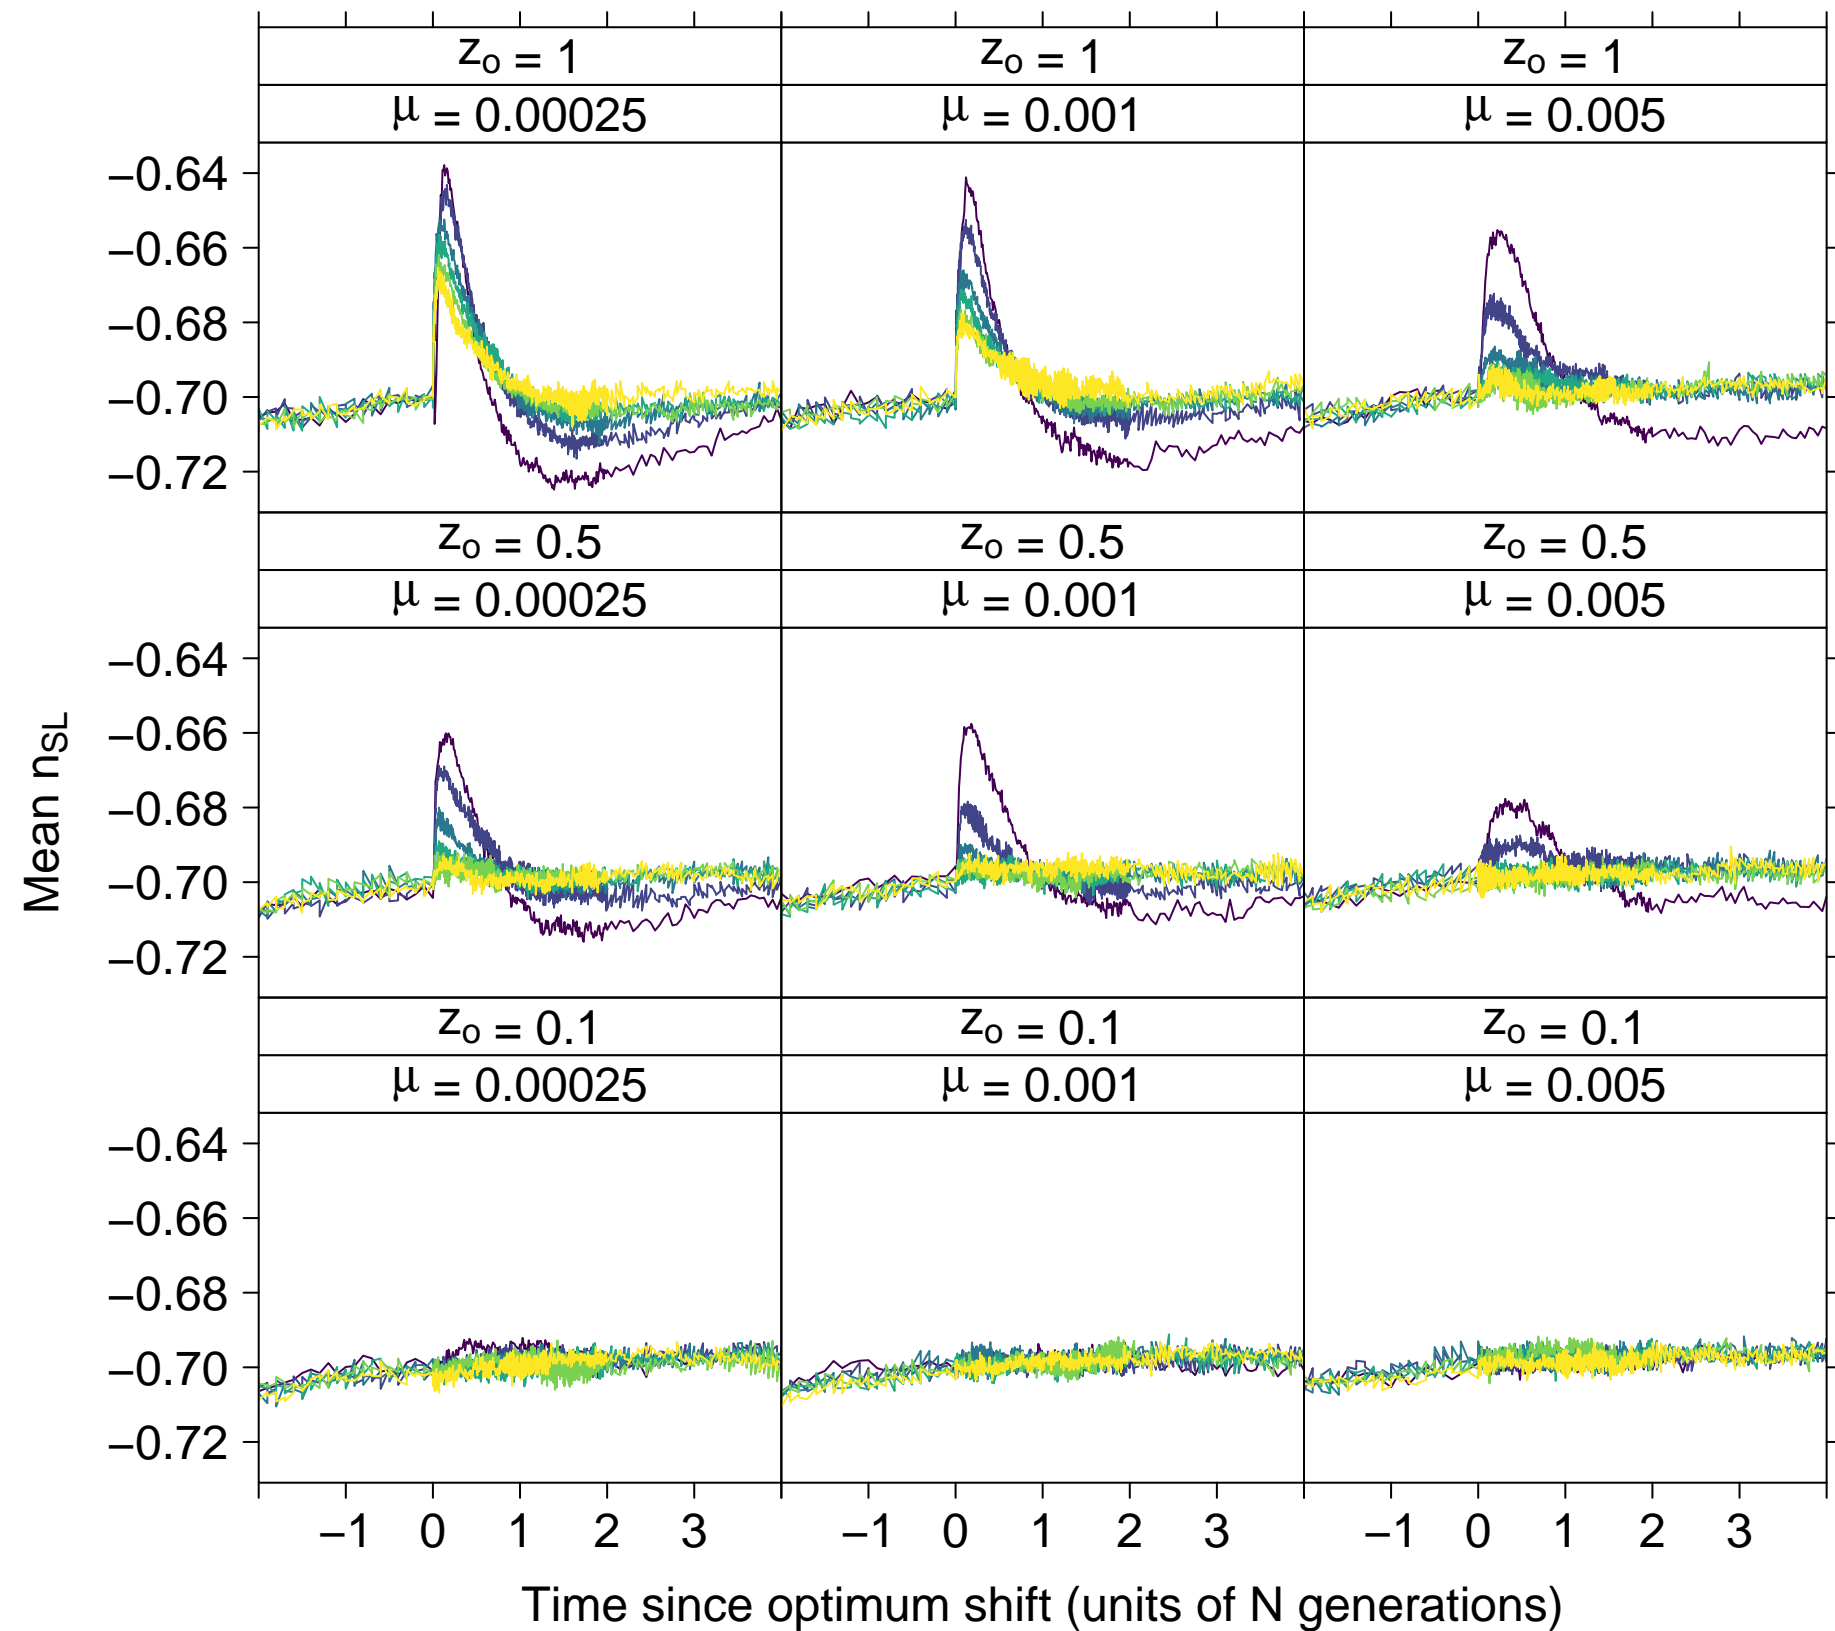 z₀ = 1 z₀ = 1 z₀ = 1
μ = 0.00025 μ = 0.001 μ = 0.005
−0.64
−0.66
−0.68
−0.70
−0.72
z₀ = 0.5 z₀ = 0.5 z₀ = 0.5
μ = 0.00025 μ = 0.001 μ = 0.005
−0.64
−0.66
−0.68
−0.70
−0.72
Mean nSL
z₀ = 0.1 z₀ = 0.1 z₀ = 0.1
μ = 0.00025 μ = 0.001 μ = 0.005
−0.64
−0.66
−0.68
−0.70
−0.72
−1 0 1 2 3 −1 0 1 2 3 −1 0 1 2 3
Time since optimum shift (units of N generations)